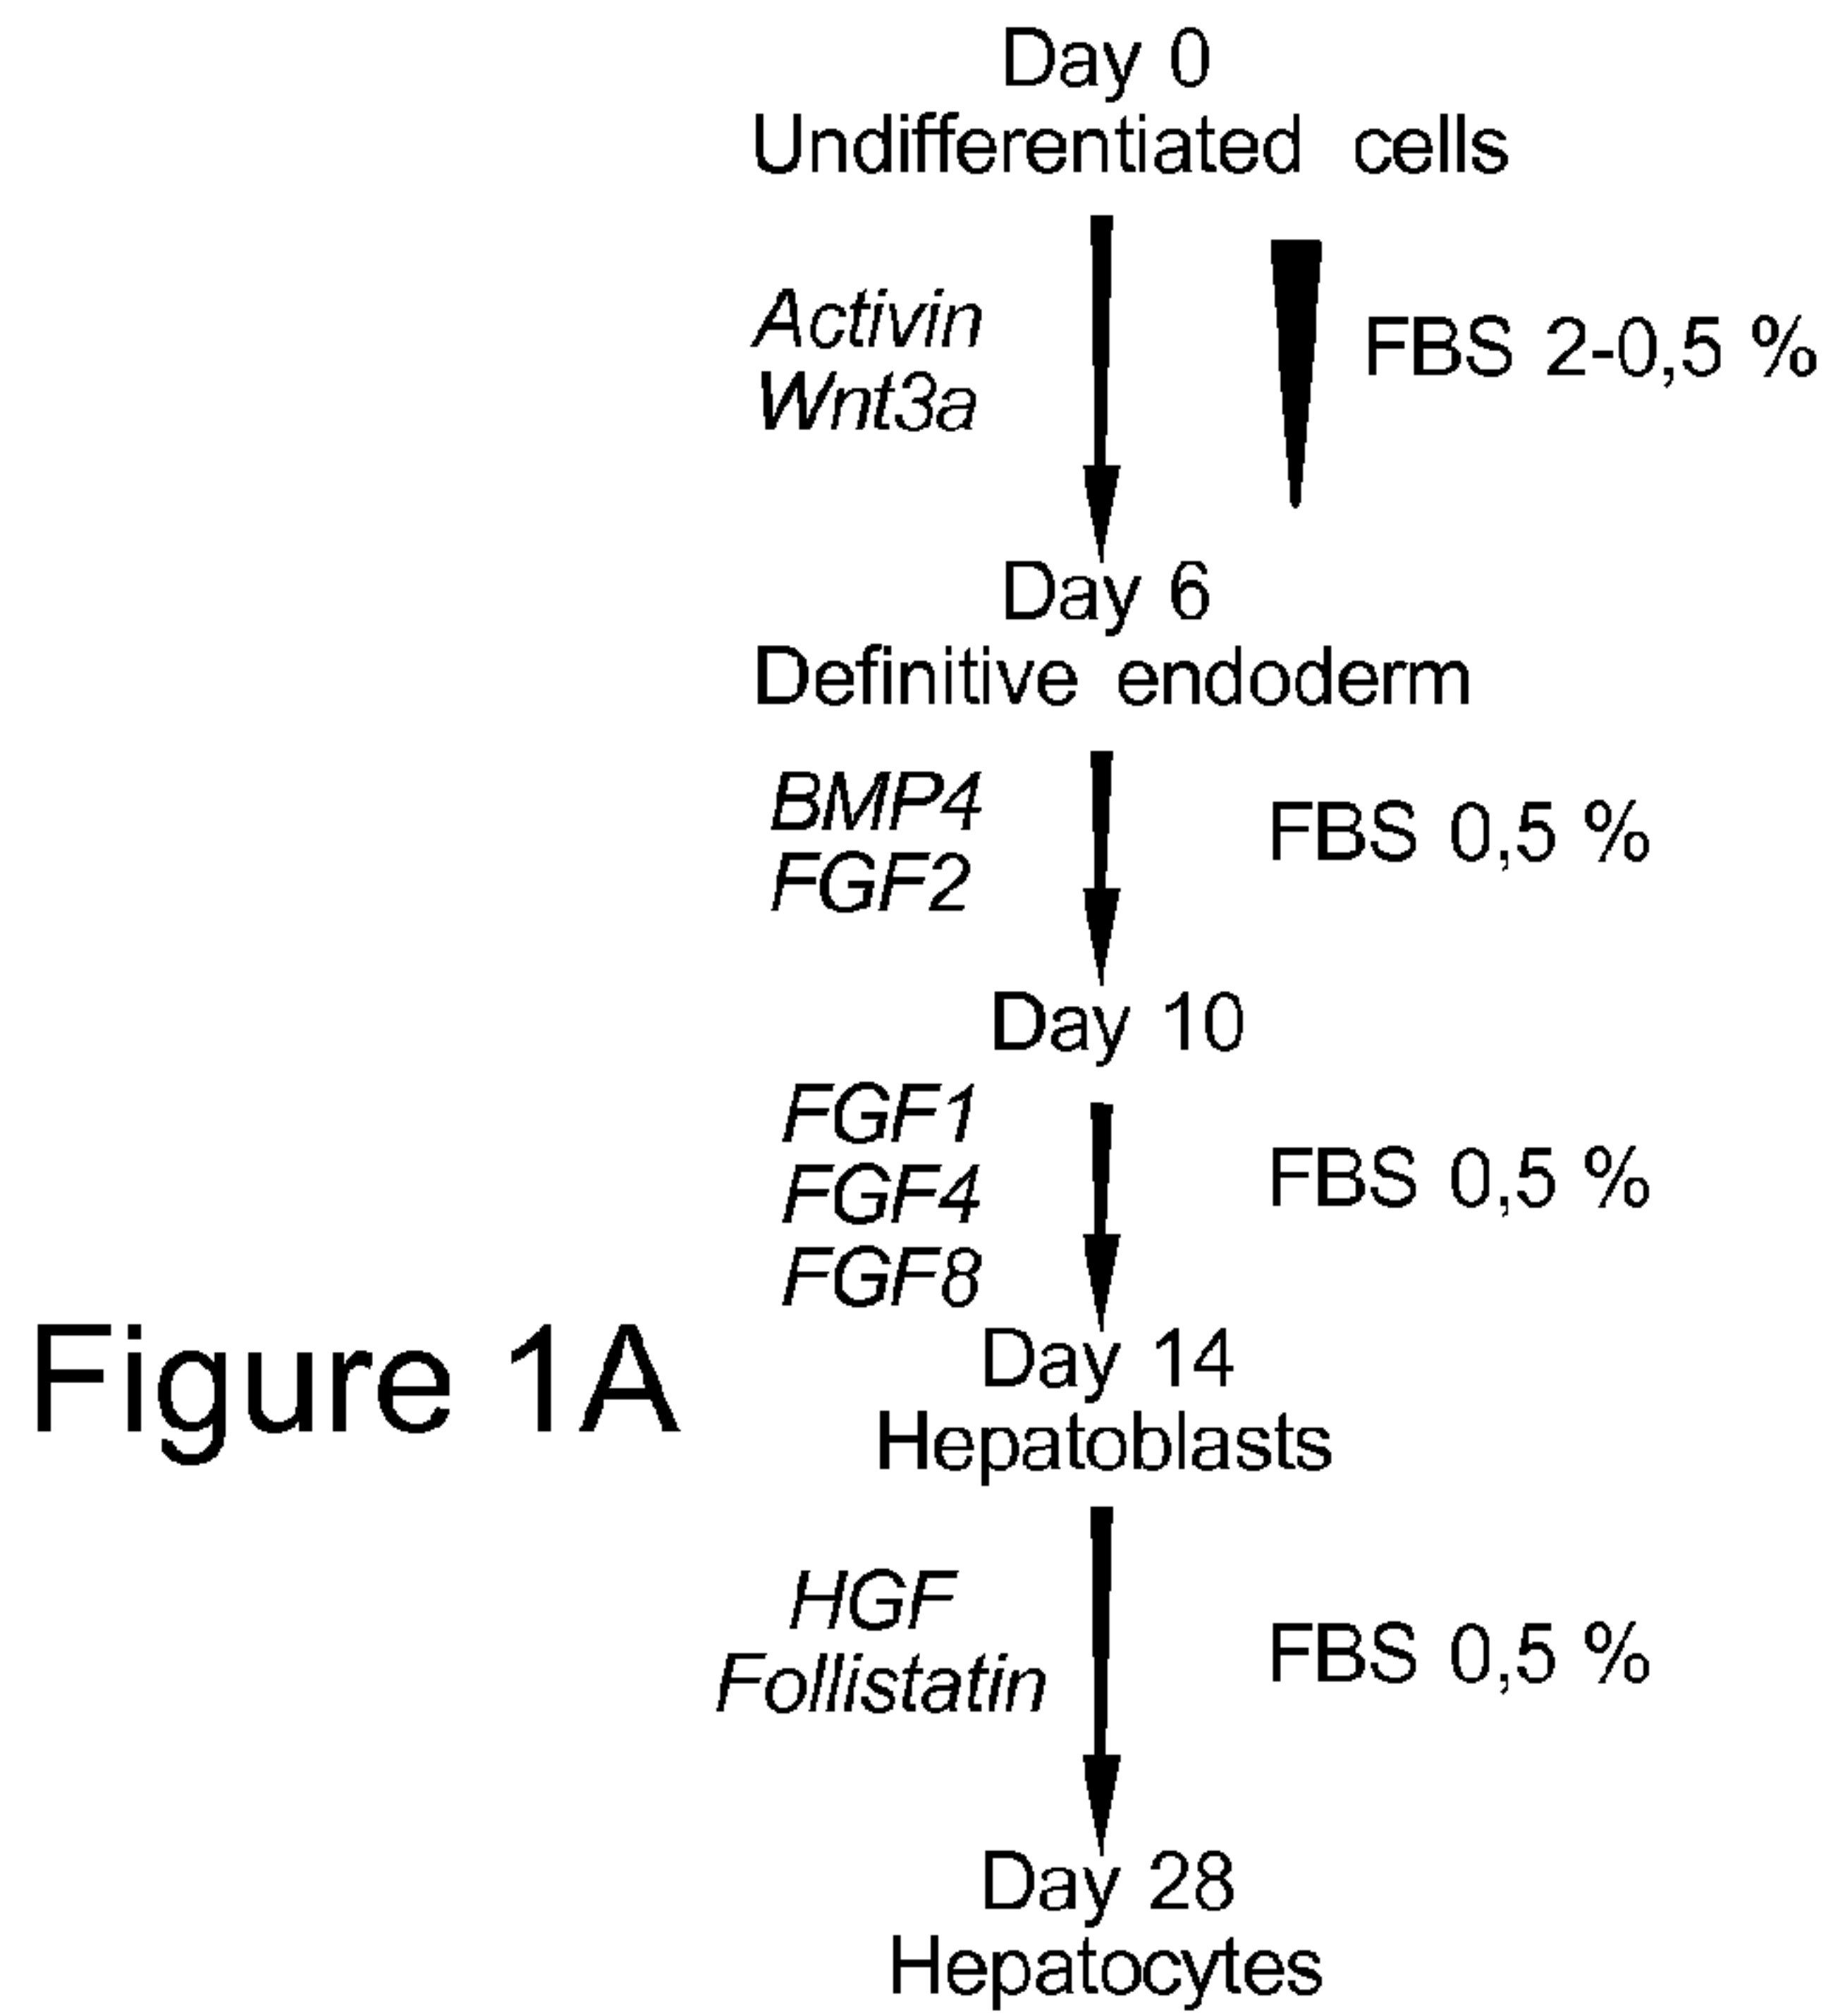 Day 0
Undifferentiated cells
Activin
Wnt3a
FBS 2-0,5 %
Day 6
Definitive endoderm
BMP4
FGF2
FBS 0,5 %
Day 10
FGF1
FGF4
FGF8
FBS 0,5 %
Figure 1A
Day 14
Hepatoblasts
HGF
Follistatin
FBS 0,5 %
Day 28
Hepatocytes